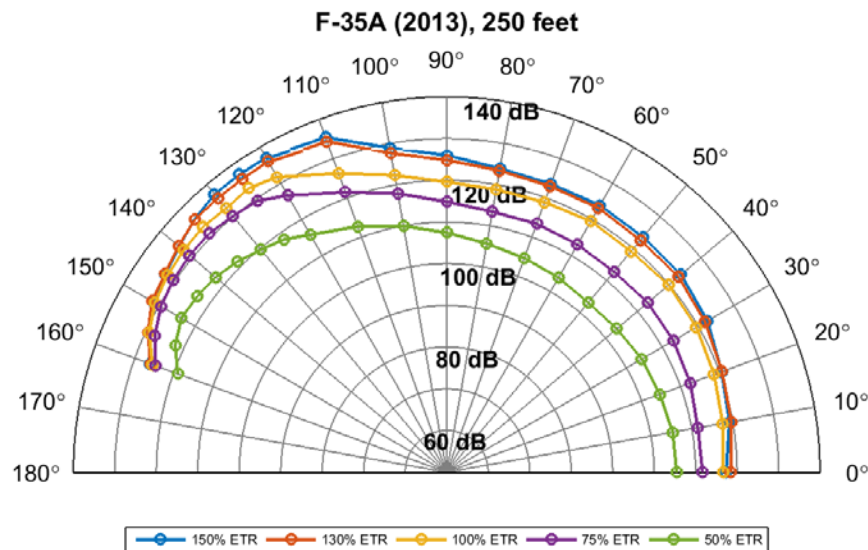 F-35A (2013), 250 feet
90°
100°
80°
110°
70°
120°
60°
130°
50°
140°
40°
150°
30°
160°
20°
170°
10°
180°
0°
140 dB
120 dB
100 dB
80 dB
60 dB
150% ETR 130% ETR 100% ETR 75% ETR 50% ETR